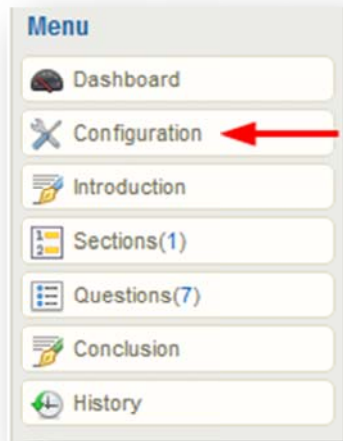 Menu
Dashboard
Configuration
Introduction
Sections(1)
Questions(7)
Conclusion
History